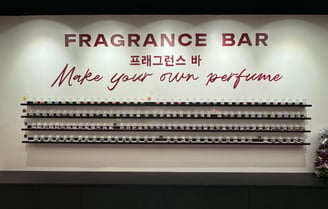 FRAGRANCE BAR
프래그런스 바
Make your own perfume